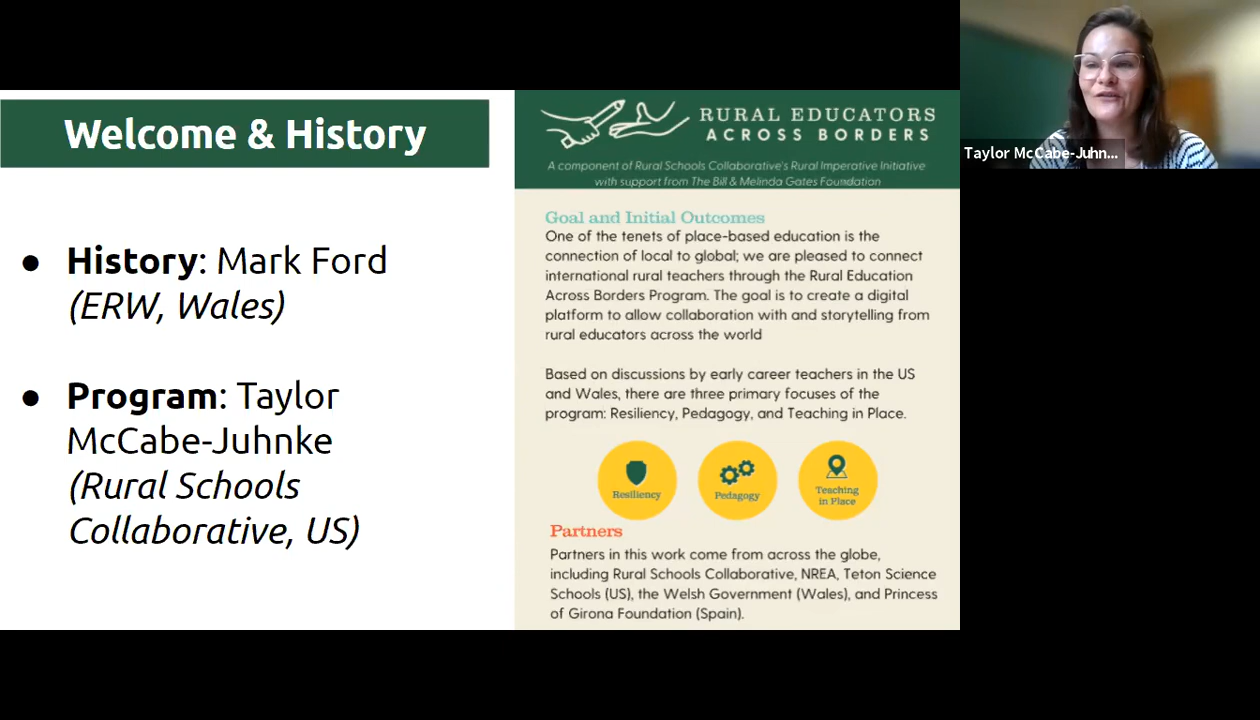 Welcome & History
● History: Mark Ford
(ERW, Wales)
● Program: Taylor
McCabe-Juhnke
(Rural Schools
Collaborative, US)
RURAL EDUCATORS
ACROSS BORDERS
A component of Rural Schools Collaborative's Rural Imperative Initiative
with support from The Bill & Melinda Gates Foundation
Goal and Initial Outcomes
One of the tenets of place-based education is the
connection of local to global; we are pleased to connect
international rural teachers through the Rural Education
Across Borders Program. The goal is to create a digital
platform to allow collaboration with and storytelling from
rural educators across the world
Based on discussions by early career teachers in the US
and Wales, there are three primary focuses of the
program: Resiliency, Pedagogy, and Teaching in Place.
Resiliency
Pedagogy
Teaching
in Place
Partners
Partners in this work come from across the globe,
including Rural Schools Collaborative, NREA, Teton Science
Schools (US), the Welsh Government (Wales), and Princess
of Girona Foundation (Spain).
Taylor McCabe-Juhn...